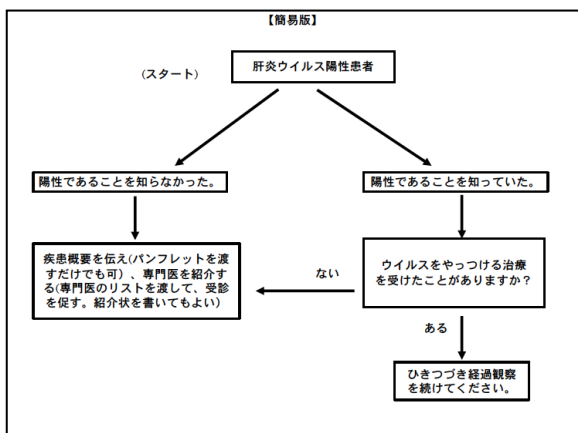 【簡易版】
(スタート)
肝炎ウイルス陽性患者
陽性であることを知らなかった。
陽性であることを知っていた。
疾患概要を伝え(パンフレットを渡
すだけでも可）、専門医を紹介す
る(専門医のリストを渡して、受診
を促す。紹介状を書いてもよい）
ない
ウイルスをやっつける治療
を受けたことがありますか？
ある
ひきつづき経過観察
を続けてください。